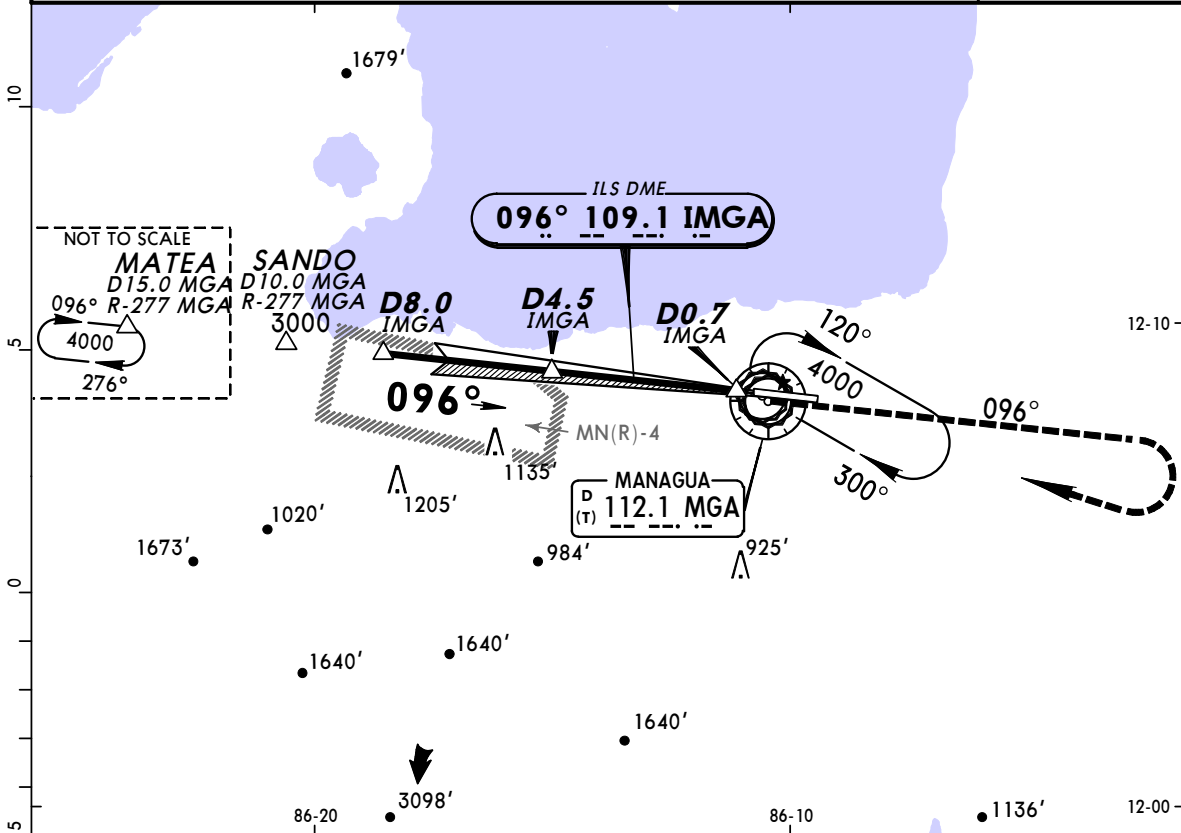 1679'
10
ILS DME
096° 109.1 IMGA
NOT TO SCALE
MATEA
D15.0 MGA
R-277 MGA
096°
4000
276°
SANDO
D10.0 MGA
R-277 MGA
3000
D8.0
IMGA
D4.5
IMGA
D0.7
IMGA
120°
4000
300°
12-10
5
096°
096°
MN(R)-4
1135'
1205'
MANAGUA
D
(T)
112.1 MGA
1020'
1673'
984'
925'
0
1640'
1640'
1640'
3098'
1136'
5
86-20
86-10
12-00